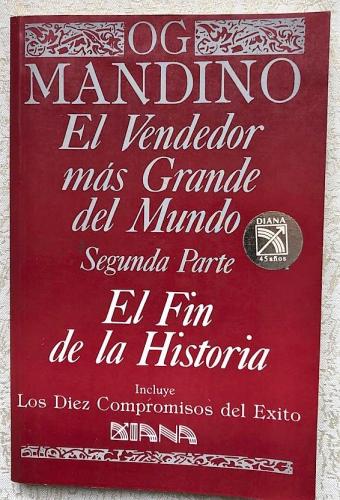 OG
MANDINO
El Vendedor
más Grande
del Mundo
DIANA
45 años
Segunda Parte
El Fin
de la Historia
Incluye
Los Diez Compromisos del Exito
DIANA